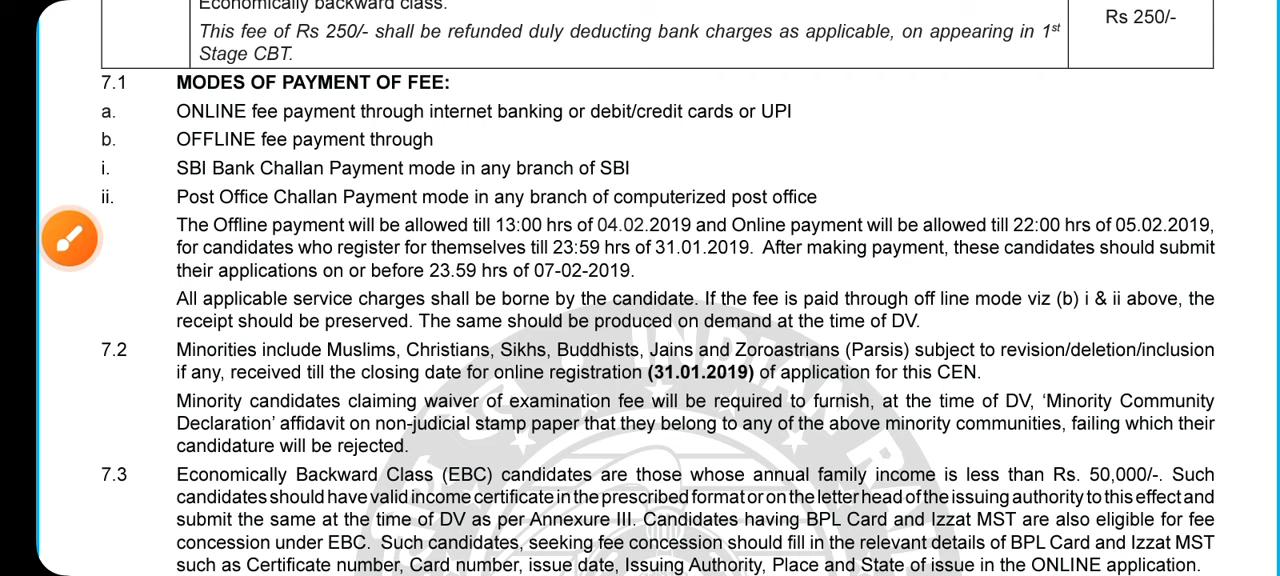 Economically backward class.
This fee of Rs 250/- shall be refunded duly deducting bank charges as applicable, on appearing in 1st
Stage CBT.
Rs 250/-
7.1 MODES OF PAYMENT OF FEE:
a. ONLINE fee payment through internet banking or debit/credit cards or UPI
b. OFFLINE fee payment through
i. SBI Bank Challan Payment mode in any branch of SBI
ii. Post Office Challan Payment mode in any branch of computerized post office
The Offline payment will be allowed till 13:00 hrs of 04.02.2019 and Online payment will be allowed till 22:00 hrs of 05.02.2019,
for candidates who register for themselves till 23:59 hrs of 31.01.2019. After making payment, these candidates should submit
their applications on or before 23.59 hrs of 07-02-2019.
All applicable service charges shall be borne by the candidate. If the fee is paid through off line mode viz (b) i & ii above, the
receipt should be preserved. The same should be produced on demand at the time of DV.
7.2 Minorities include Muslims, Christians, Sikhs, Buddhists, Jains and Zoroastrians (Parsis) subject to revision/deletion/inclusion
if any, received till the closing date for online registration (31.01.2019) of application for this CEN.
Minority candidates claiming waiver of examination fee will be required to furnish, at the time of DV, ‘Minority Community
Declaration’ affidavit on non-judicial stamp paper that they belong to any of the above minority communities, failing which their
candidature will be rejected.
7.3 Economically Backward Class (EBC) candidates are those whose annual family income is less than Rs. 50,000/-. Such
candidates should have valid income certificate in the prescribed format or on the letter head of the issuing authority to this effect and
submit the same at the time of DV as per Annexure III. Candidates having BPL Card and Izzat MST are also eligible for fee
concession under EBC. Such candidates, seeking fee concession should fill in the relevant details of BPL Card and Izzat MST
such as Certificate number, Card number, issue date, Issuing Authority, Place and State of issue in the ONLINE application.